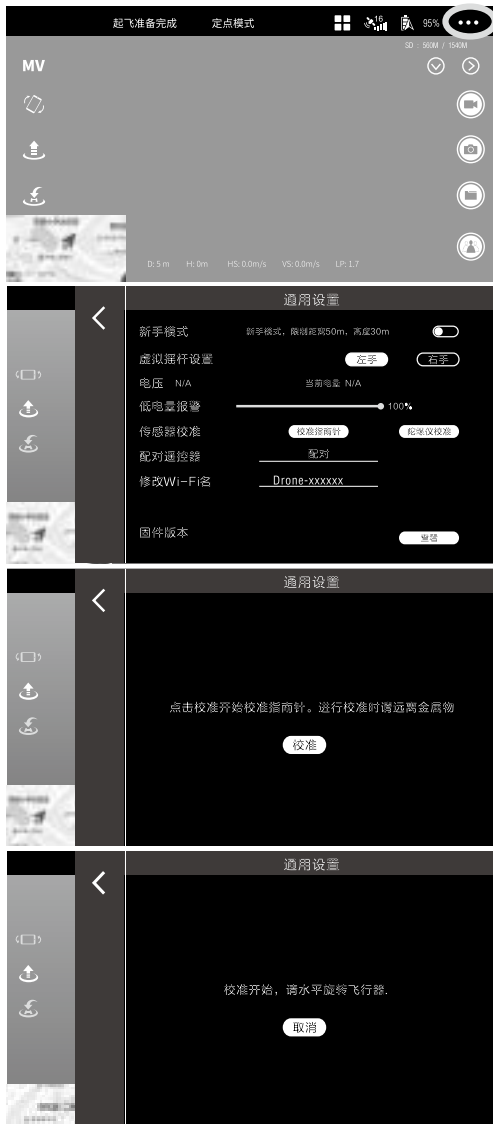 起飞准备完成 定点模式 16 95%
SD : 560M / 1540M
MV
D: 5 m H: 0m HS: 0.0m/s VS: 0.0m/s LP: 1.7
通用设置
新手模式 新手模式，限制距离50m，高度30m
虚拟摇杆设置 左手 右手
电压 N/A 当前电量 N/A
低电量报警 100%
传感器校准 校准指南针 陀螺仪校准
配对遥控器 配对
修改Wi-Fi名 Drone-xxxxxx
固件版本 查看
通用设置
点击校准开始校准指南针。进行校准时请远离金属物
校准
通用设置
校准开始，请水平旋转飞行器.
取消